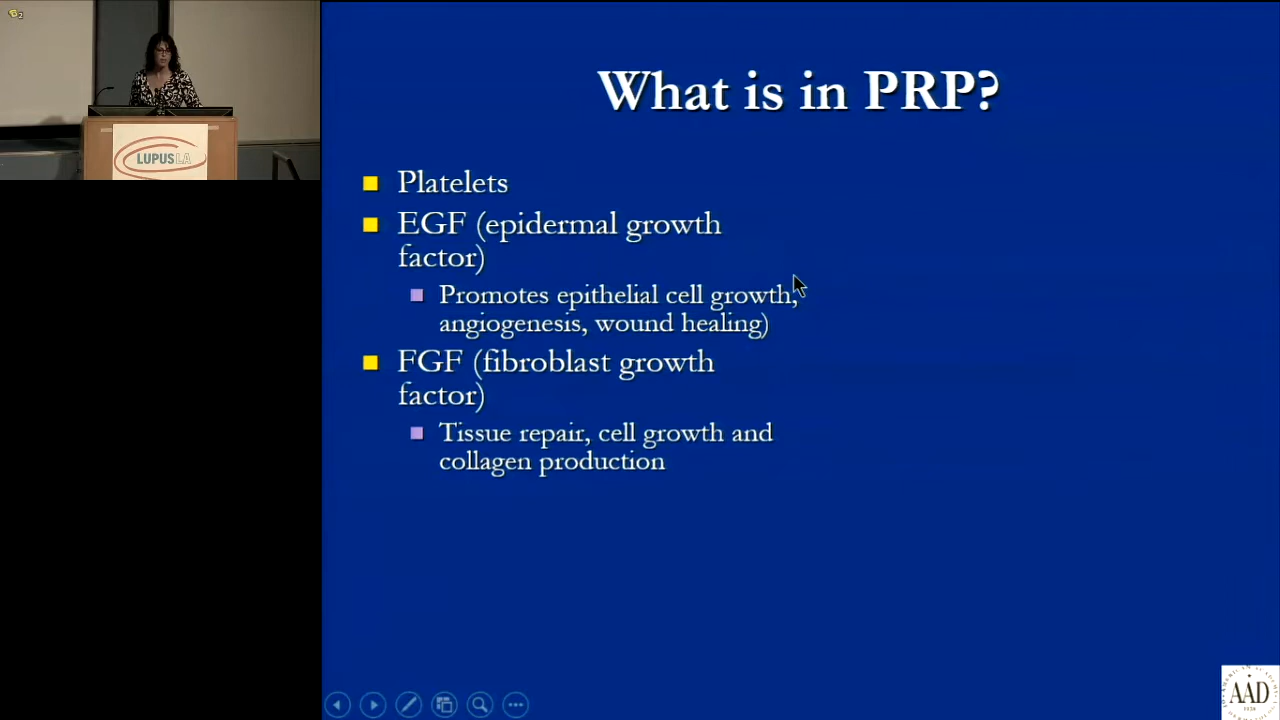 LUPUS LA
What is in PRP?
Platelets
EGF (epidermal growth
factor)
Promotes epithelial cell growth,
angiogenesis, wound healing)
FGF (fibroblast growth
factor)
Tissue repair, cell growth and
collagen production
AAD